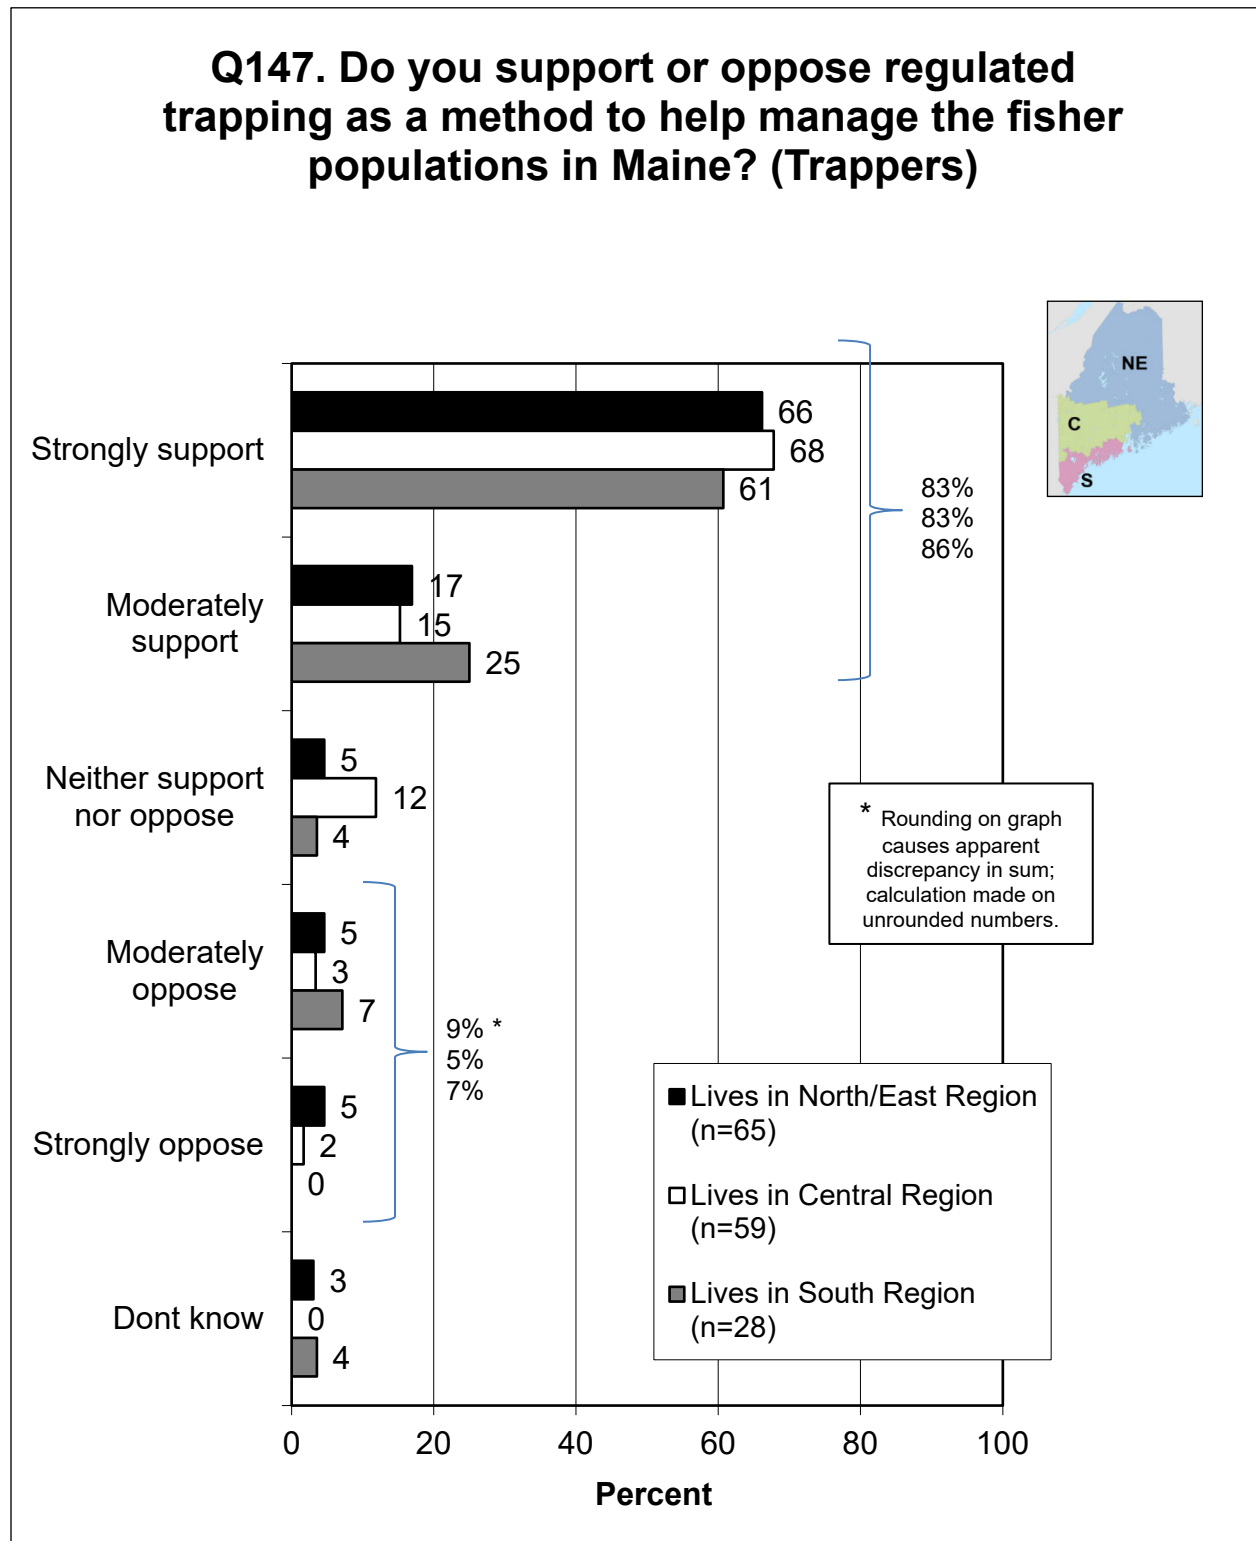 Q147. Do you support or oppose regulated
trapping as a method to help manage the fisher
populations in Maine? (Trappers)
NE
C
S
Strongly support
66
68
61
83%
83%
86%
Moderately
support
17
15
25
Neither support
nor oppose
5
12
4
* Rounding on graph
causes apparent
discrepancy in sum;
calculation made on
unrounded numbers.
Moderately
oppose
5
3
7
9% *
5%
7%
Strongly oppose
5
2
0
Lives in North/East Region
(n=65)
Lives in Central Region
(n=59)
Lives in South Region
(n=28)
Dont know
3
0
4
0 20 40 60 80 100
Percent